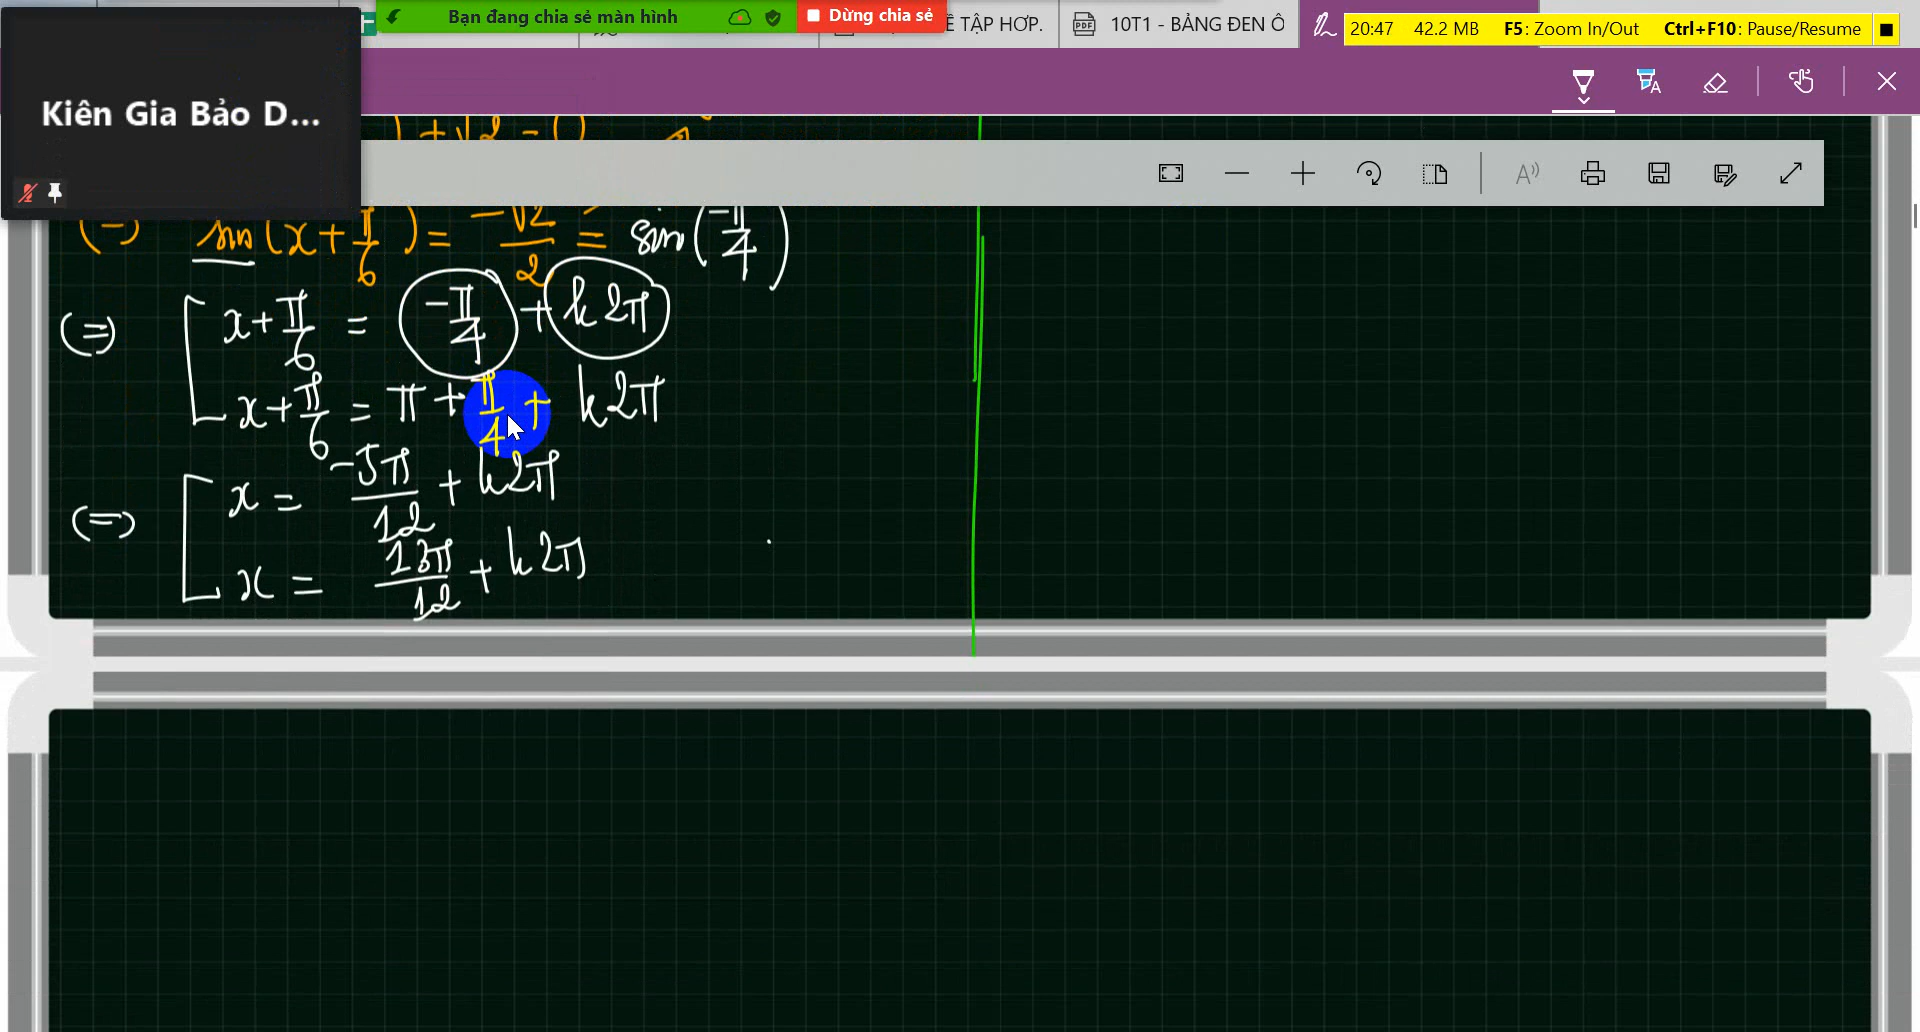 Bạn đang chia sẻ màn hình
Dừng chia sẻ
Ề TẬP HƠP.
10T1 - BẢNG ĐEN Ô
20:47 42.2 MB F5: Zoom In/Out Ctrl+F10: Pause/Resume
Kiên Gia Bảo D...
(=) sin(x+π/6) = -√2/2 = sin(-π/4)
(=) [ x+π/6 = -π/4 + k2π
x+π/6 = π + π/4 + k2π
(=) [ x = -5π/12 + k2π
x = 13π/12 + k2π